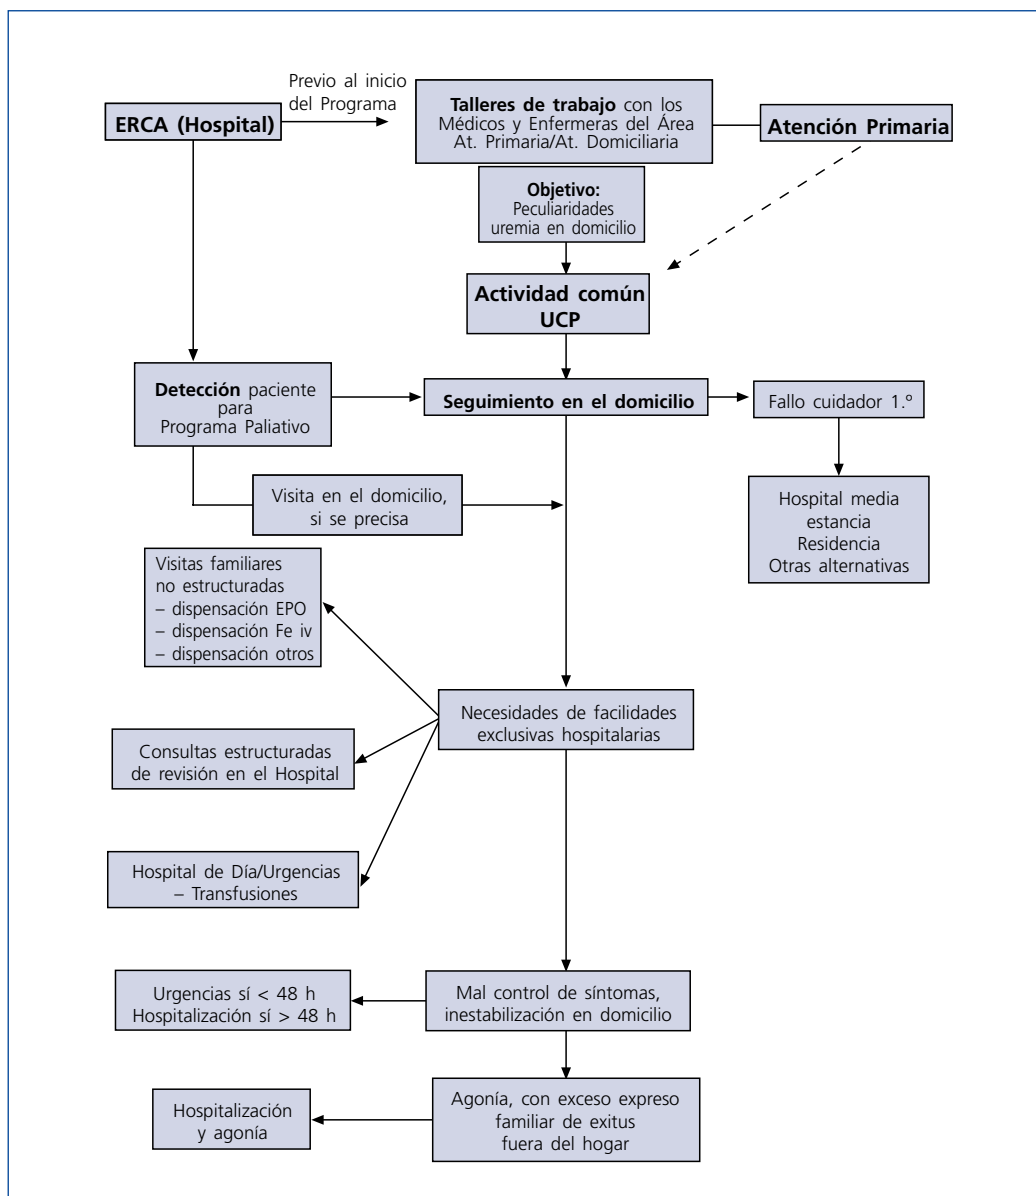 Previo al inicio
del Programa
ERCA (Hospital)
Talleres de trabajo con los
Médicos y Enfermeras del Área
At. Primaria/At. Domiciliaria
Atención Primaria
Objetivo:
Peculiaridades
uremia en domicilio
Actividad común
UCP
Detección paciente
para
Programa Paliativo
Seguimiento en el domicilio
Fallo cuidador 1.º
Visita en el domicilio,
si se precisa
Hospital media
estancia
Residencia
Otras alternativas
Visitas familiares
no estructuradas
– dispensación EPO
– dispensación Fe iv
– dispensación otros
Necesidades de facilidades
exclusivas hospitalarias
Consultas estructuradas
de revisión en el Hospital
Hospital de Día/Urgencias
– Transfusiones
Urgencias sí < 48 h
Hospitalización sí > 48 h
Mal control de síntomas,
inestabilización en domicilio
Hospitalización
y agonía
Agonía, con exceso expreso
familiar de exitus
fuera del hogar